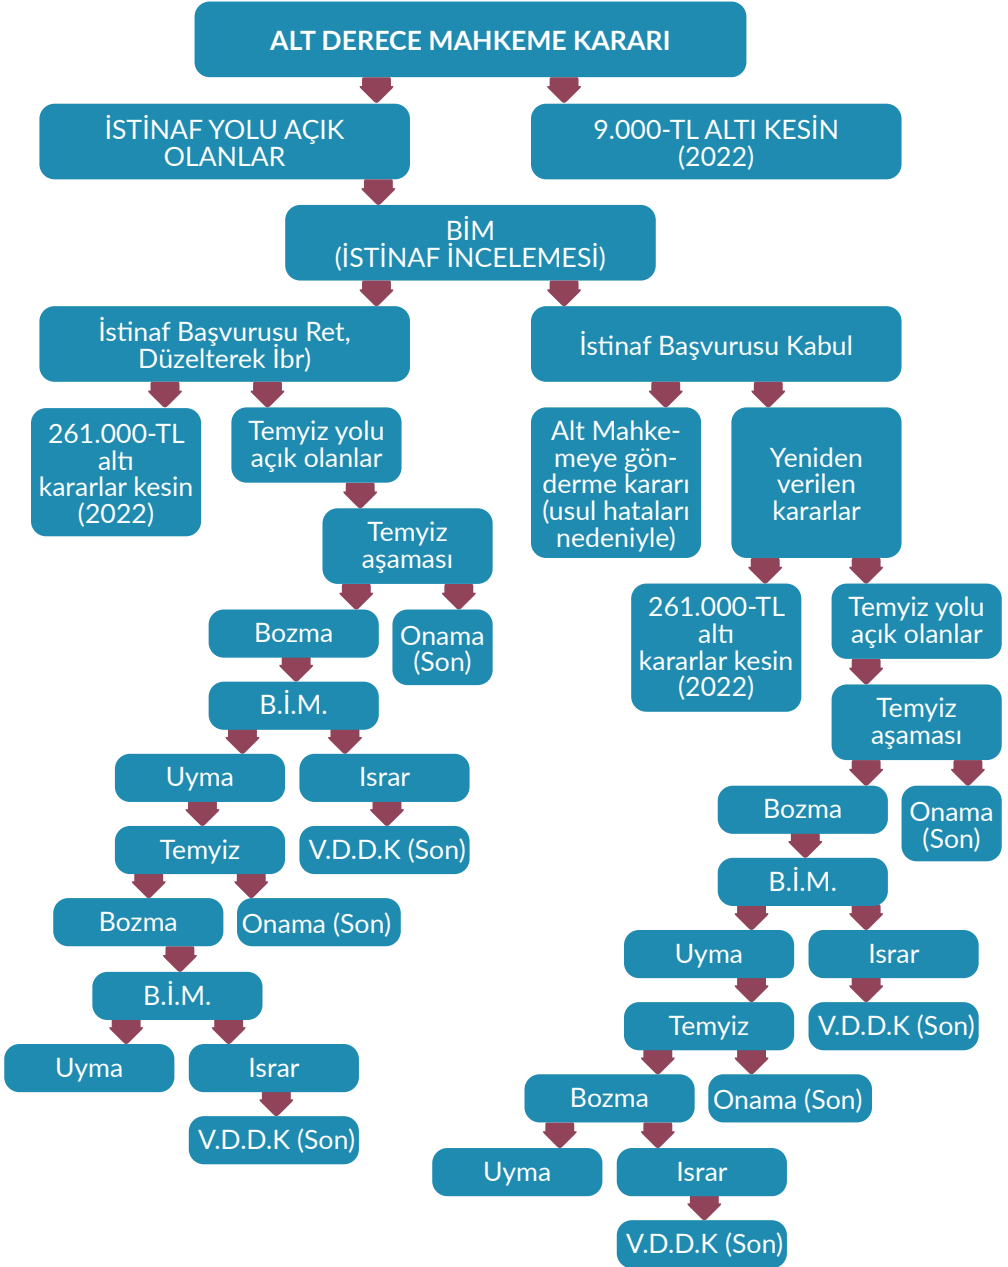 ALT DERECE MAHKEME KARARI
İSTİNAF YOLU AÇIK
OLANLAR
9.000-TL ALTI KESİN
(2022)
BİM
(İSTİNAF İNCELEMESİ)
İstinaf Başvurusu Ret,
Düzelterek İbr)
İstinaf Başvurusu Kabul
261.000-TL
altı
kararlar kesin
(2022)
Temyiz yolu
açık olanlar
Alt Mahke-
meye gön-
derme kararı
(usul hataları
nedeniyle)
Yeniden
verilen
kararlar
Temyiz
aşaması
261.000-TL
altı
kararlar kesin
(2022)
Temyiz yolu
açık olanlar
Bozma
Onama
(Son)
B.İ.M.
Temyiz
aşaması
Uyma
Israr
Bozma
Onama
(Son)
Temyiz
V.D.D.K (Son)
B.İ.M.
Bozma
Onama (Son)
Uyma
Israr
B.İ.M.
Temyiz
V.D.D.K (Son)
Uyma
Israr
Bozma
Onama (Son)
V.D.D.K (Son)
Uyma
Israr
V.D.D.K (Son)